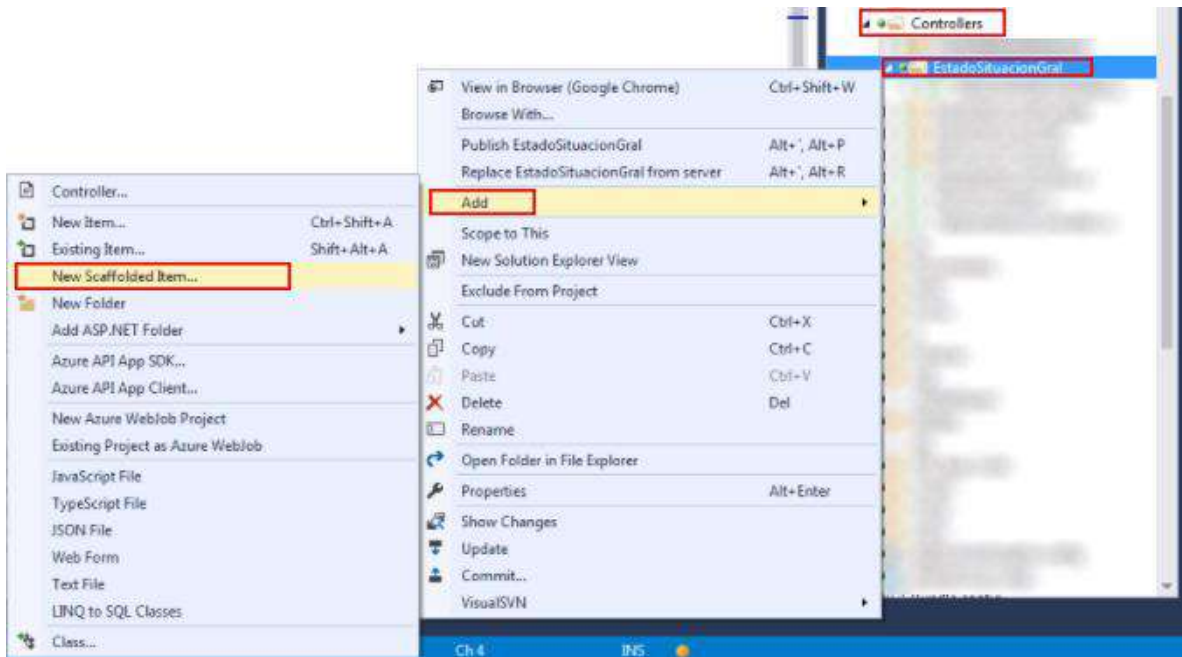 Controllers
EstadoSituacionGral
View in Browser (Google Chrome) Ctrl+Shift+W
Browse With...
Publish EstadoSituacionGral Alt+`, Alt+P
Replace EstadoSituacionGral from server Alt+`, Alt+R
Add
Scope to This
New Solution Explorer View
Exclude From Project
Cut Ctrl+X
Copy Ctrl+C
Paste Ctrl+V
Delete Del
Rename
Open Folder in File Explorer
Properties Alt+Enter
Show Changes
Update
Commit...
VisualSVN
Controller...
New Item... Ctrl+Shift+A
Existing Item... Shift+Alt+A
New Scaffolded Item...
New Folder
Add ASP.NET Folder
Azure API App SDK...
Azure API App Client...
New Azure WebJob Project
Existing Project as Azure WebJob
JavaScript File
TypeScript File
JSON File
Web Form
Text File
LINQ to SQL Classes
Class...
Ch 4 INS